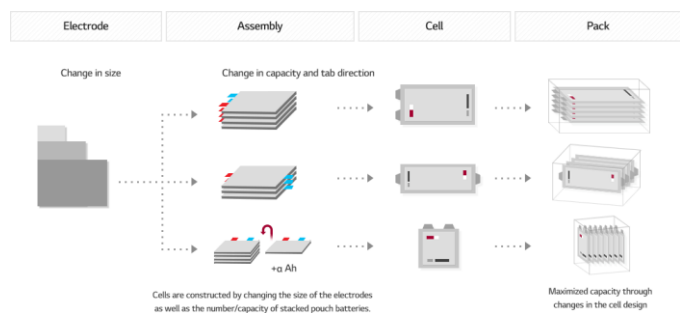 Electrode
Assembly
Cell
Pack
Change in size
Change in capacity and tab direction
+α Ah
Cells are constructed by changing the size of the electrodes
as well as the number/capacity of stacked pouch batteries.
Maximized capacity through
changes in the cell design